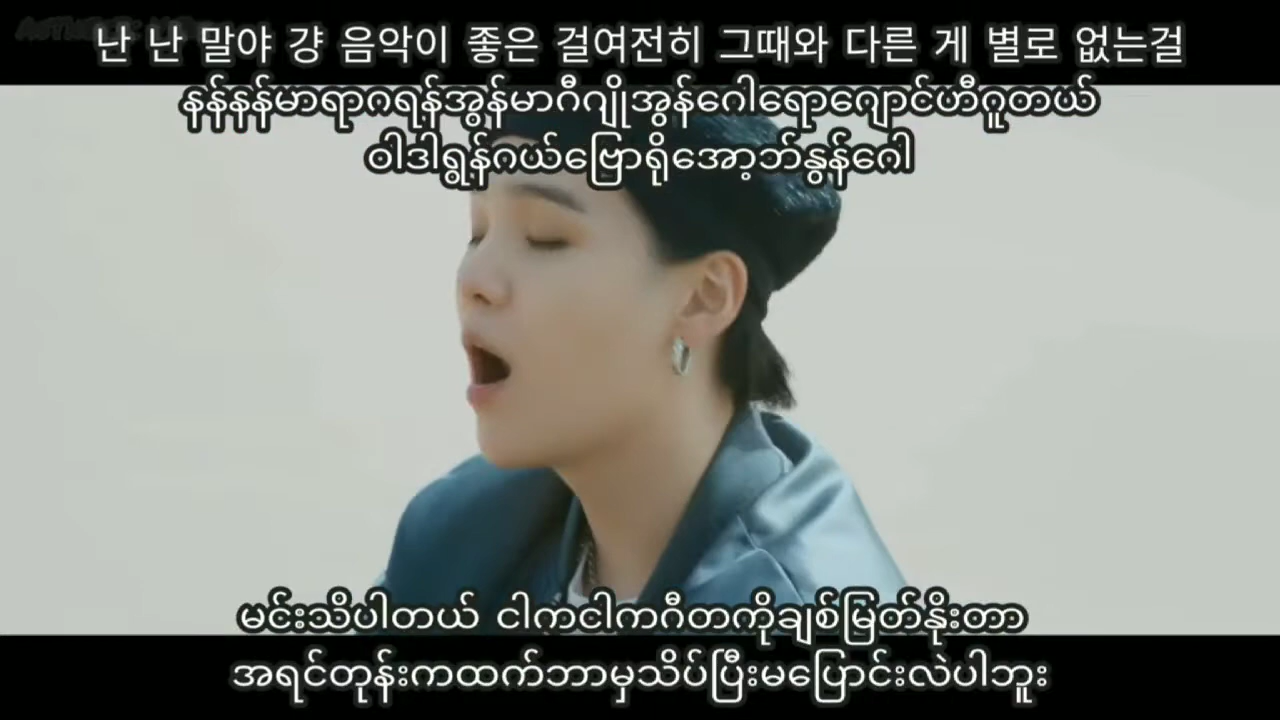 난 난 말야 걍 음악이 좋은 걸여전히 그때와 다른 게 별로 없는걸
နန်နန်မာရာဂရန်အွန်မာဂီဂျိုအွန်ဂေါရောဂျောင်ဟီဂူတယ်
ဝါဒါရွန်ဂယ်ဗြောရိုအော့ဘ်နွန်ဂေါ
မင်းသိပါတယ် ငါကငါကဂီတကိုချစ်မြတ်နိုးတာ
အရင်တုန်းကထက်ဘာမှသိပ်ပြီးမပြောင်းလဲပါဘူး